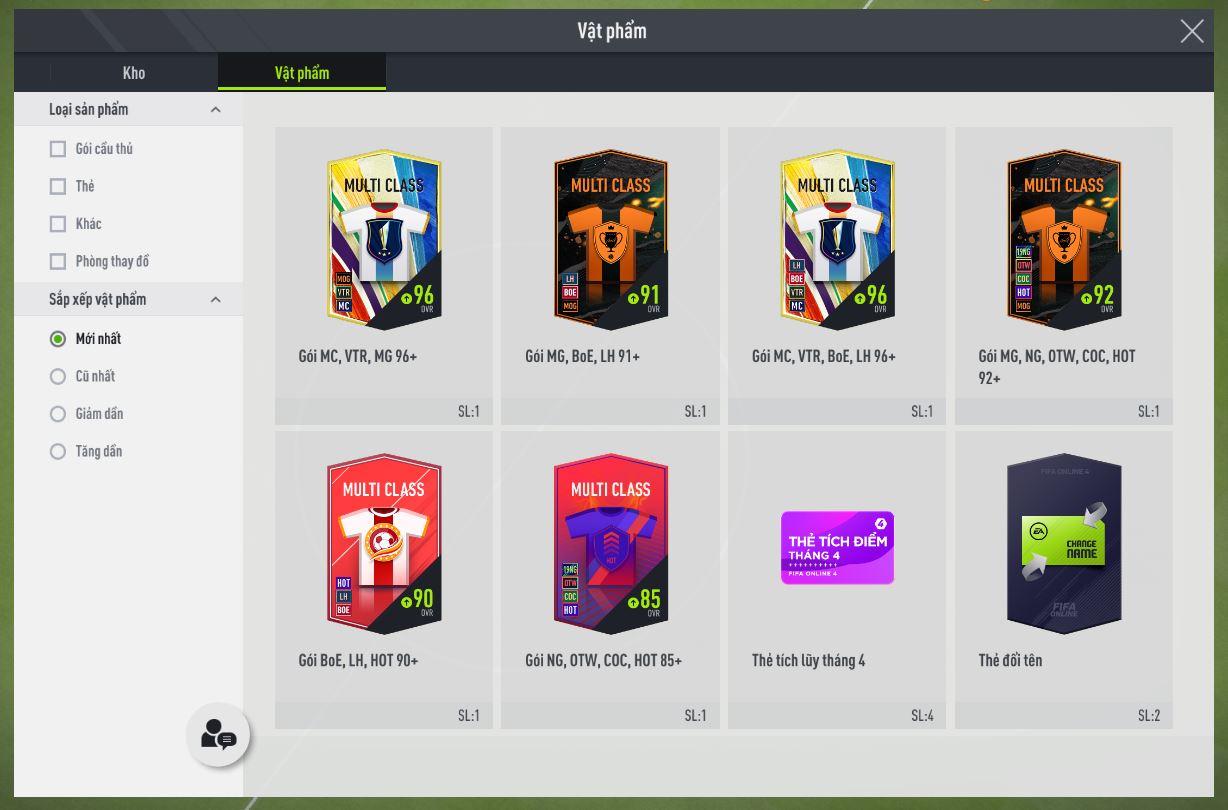 Vật phẩm
Kho
Vật phẩm
Loại sản phẩm
Gói cầu thủ
Thẻ
Khác
Phòng thay đồ
Sắp xếp vật phẩm
Mới nhất
Cũ nhất
Giảm dần
Tăng dần
MULTI CLASS
MOG
VTR
MC
96
OVR
Gói MC, VTR, MG 96+
SL:1
MULTI CLASS
LH
BOE
MOG
91
OVR
Gói MG, BoE, LH 91+
SL:1
MULTI CLASS
LH
BOE
VTR
MC
96
OVR
Gói MC, VTR, BoE, LH 96+
SL:1
MULTI CLASS
19NG
OTW
COC
HOT
MOG
92
OVR
Gói MG, NG, OTW, COC, HOT
92+
SL:1
MULTI CLASS
HOT
LH
BOE
90
OVR
Gói BoE, LH, HOT 90+
SL:1
MULTI CLASS
HOT
19NG
OTW
COC
HOT
85
OVR
Gói NG, OTW, COC, HOT 85+
SL:1
4
THẺ TÍCH ĐIỂM
THÁNG 4
++++++++++
FIFA ONLINE 4
Thẻ tích lũy tháng 4
SL:4
FIFA ONLINE 4
EA
CHANGE
NAME
FIFA
ONLINE
Thẻ đổi tên
SL:2